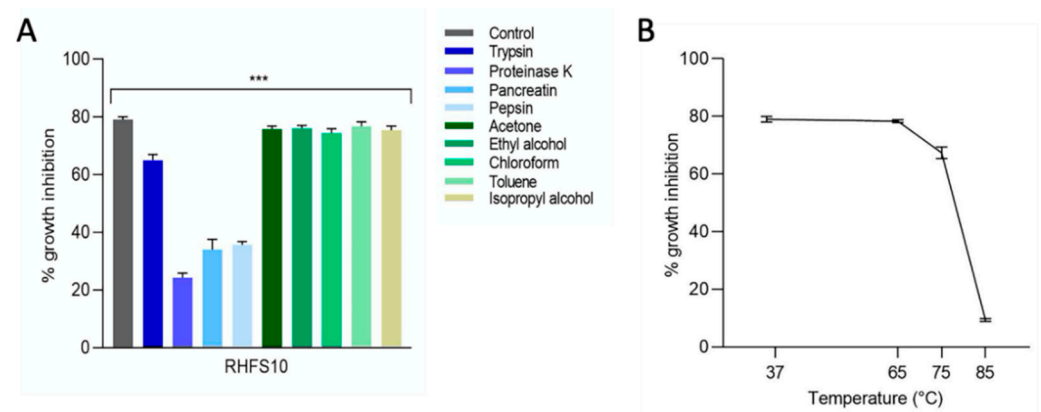 A
% growth inhibition
100
80
60
40
20
0
***
RHFS10
Control
Trypsin
Proteinase K
Pancreatin
Pepsin
Acetone
Ethyl alcohol
Chloroform
Toluene
Isopropyl alcohol
B
% growth inhibition
100
80
60
40
20
0
37 65 75 85
Temperature (°C)